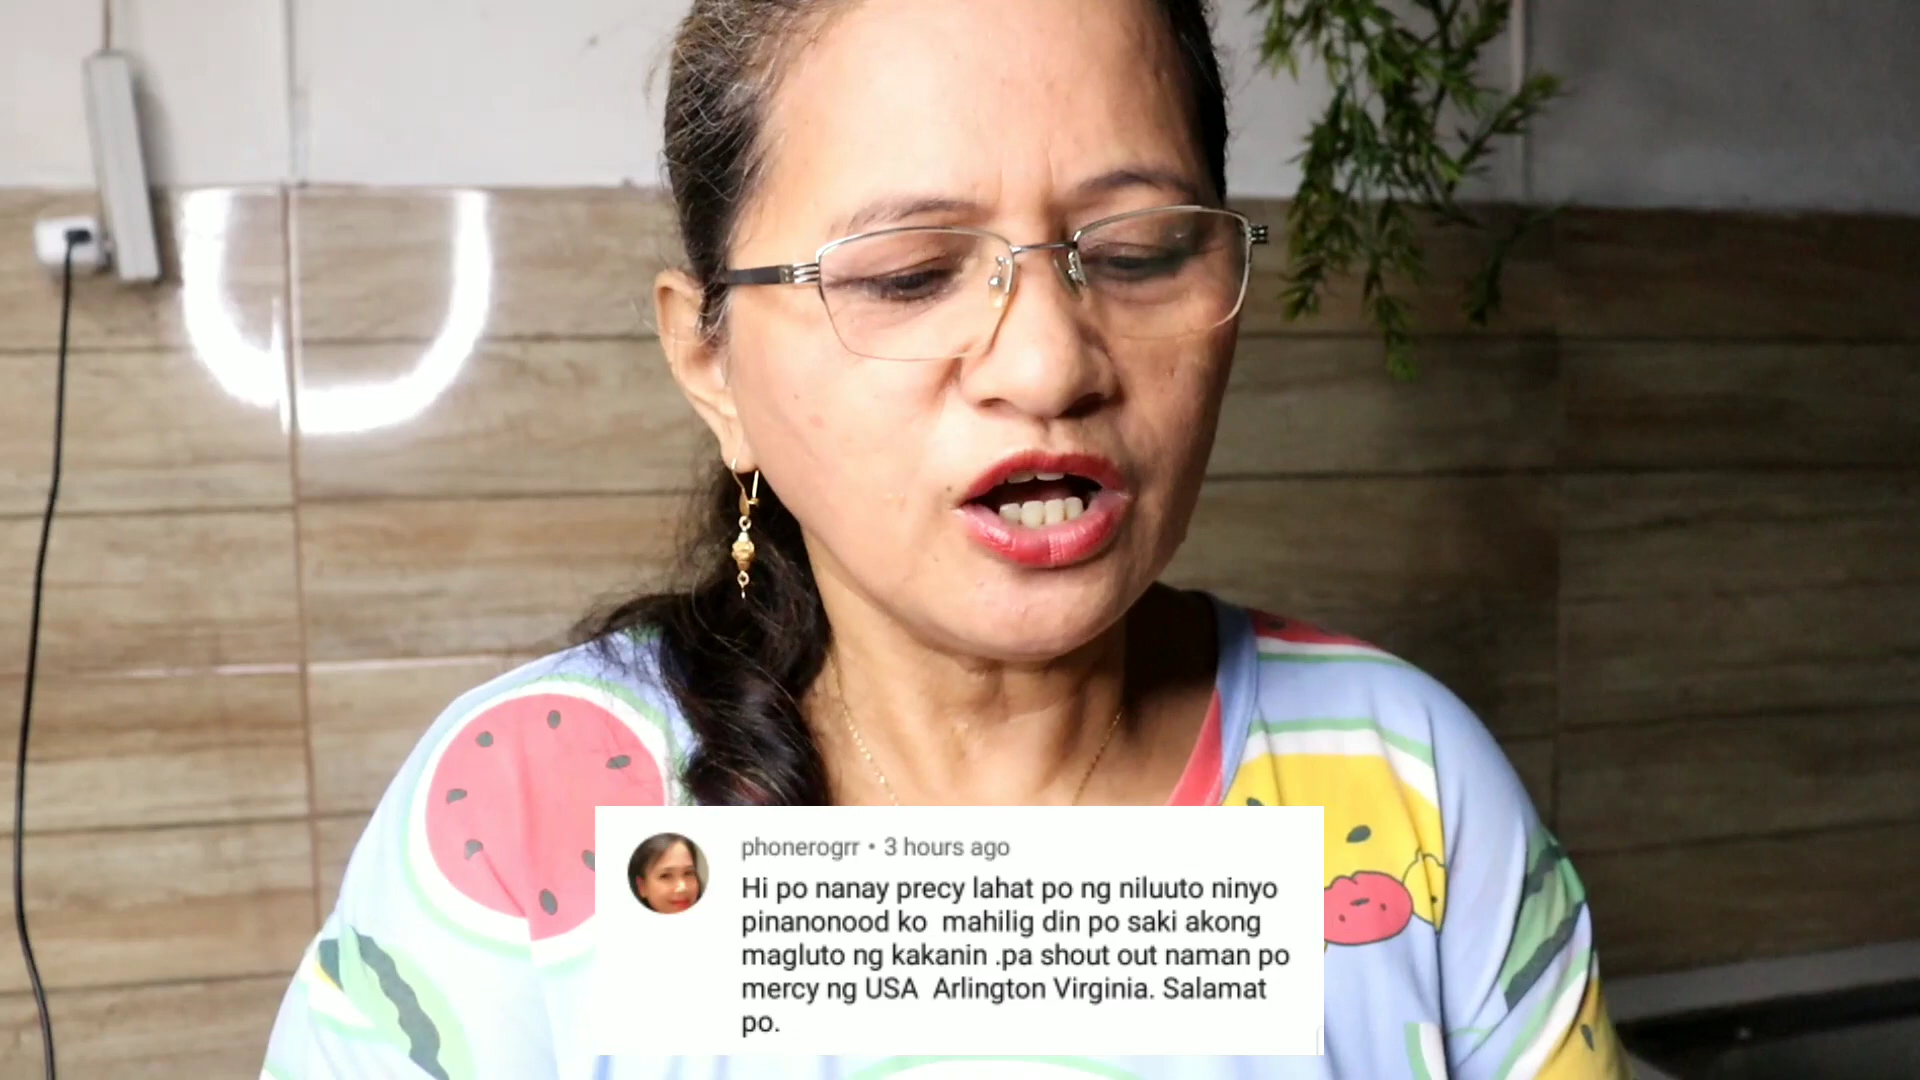 phonerogrr • 3 hours ago
Hi po nanay precy lahat po ng niluuto ninyo
pinanonood ko  mahilig din po saki akong
magluto ng kakanin .pa shout out naman po
mercy ng USA  Arlington Virginia. Salamat
po.